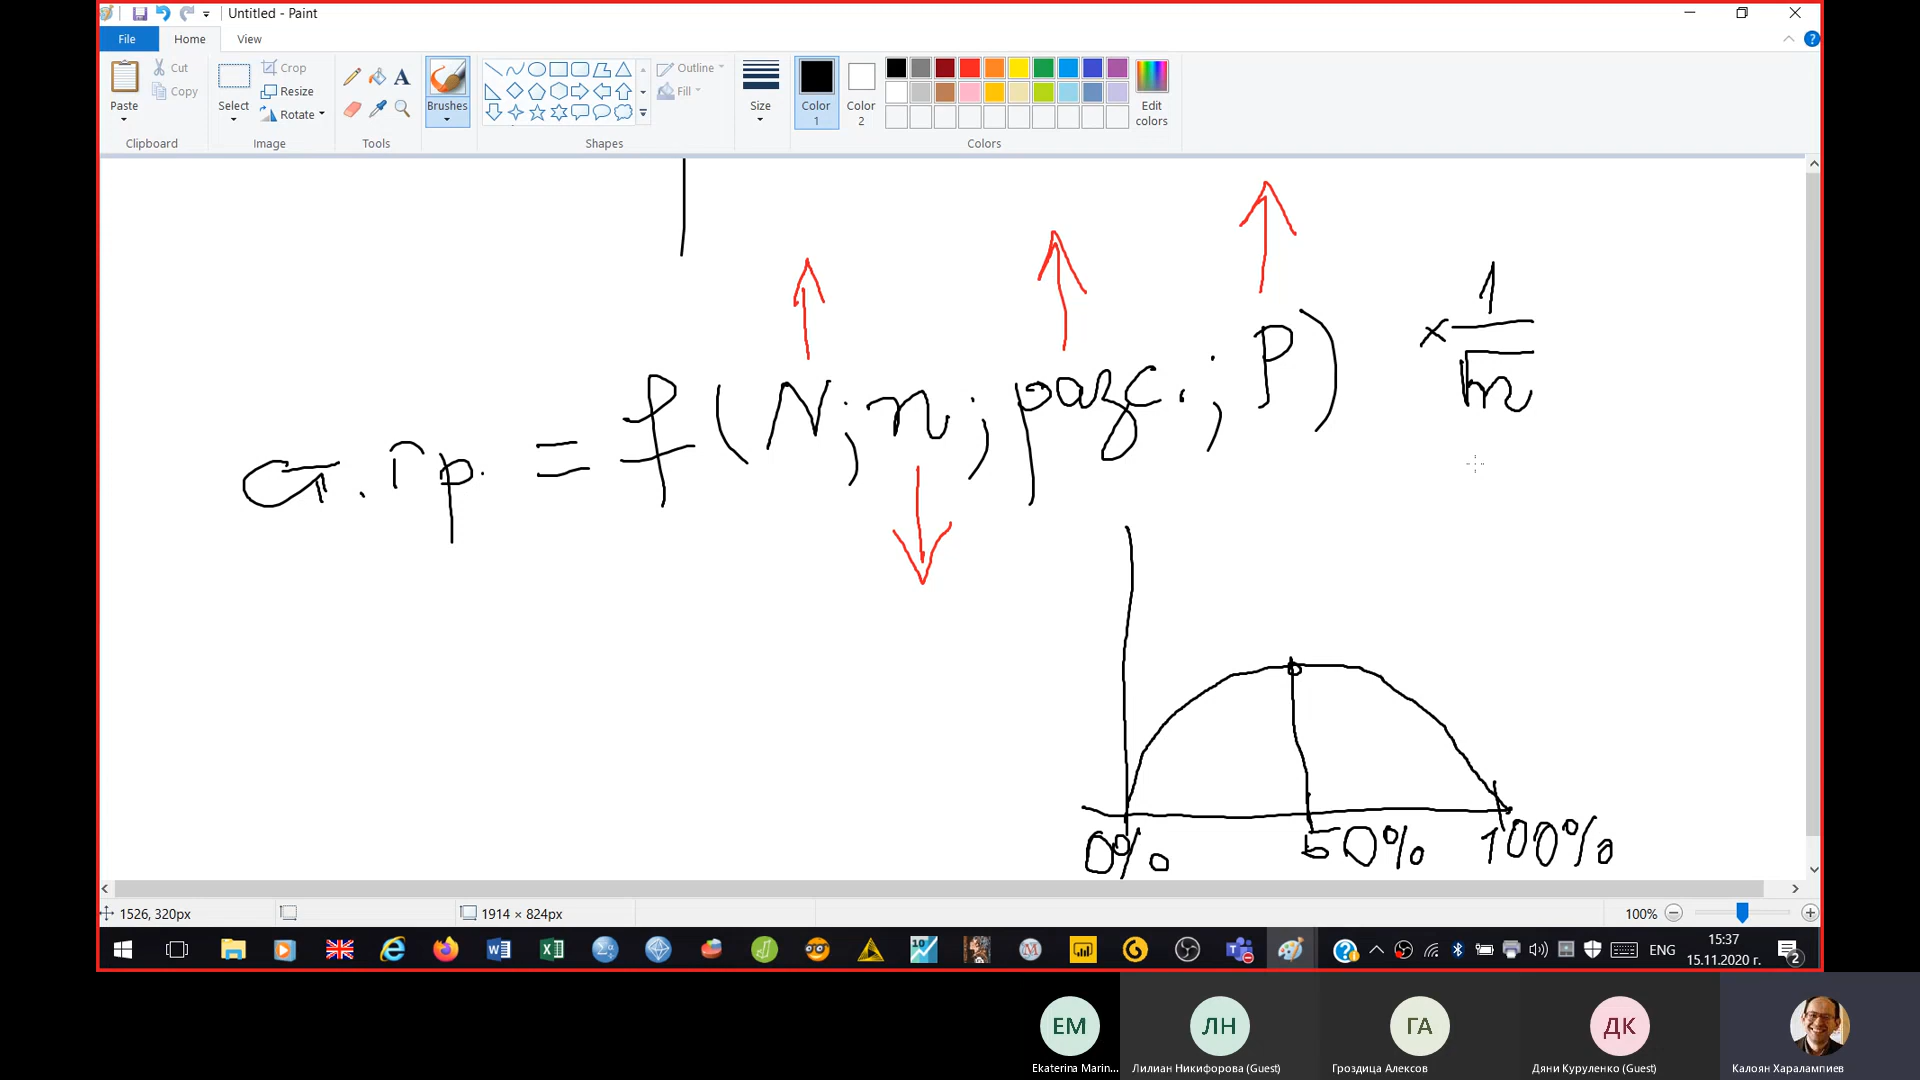 Untitled - Paint
File Home View
Paste
Cut
Copy
Clipboard
Select
Crop
Resize
Rotate
Image
Tools
Brushes
Shapes
Outline
Fill
Size
Color 1
Color 2
Edit colors
Colors
ст. гр. = f(N; n; разс.; P) × 1/√n
0% 50% 100%
1526, 320px
1914 × 824px
100%
ENG
15:37
15.11.2020 г.
2
EM ЛН ГА ДК
Ekaterina Marin... Лилиан Никифорова (Guest) Гроздица Алексов Дяни Куруленко (Guest) Калоян Харалампиев